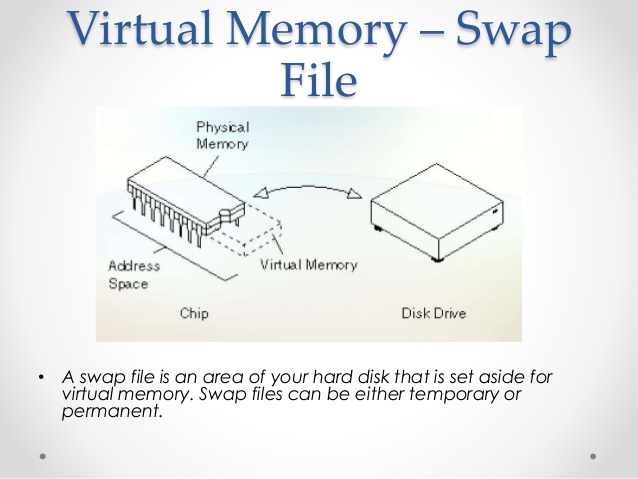 Virtual Memory – Swap
File
Physical
Memory
Address
Space
Virtual Memory
Chip
Disk Drive
• A swap file is an area of your hard disk that is set aside for
virtual memory. Swap files can be either temporary or
permanent.